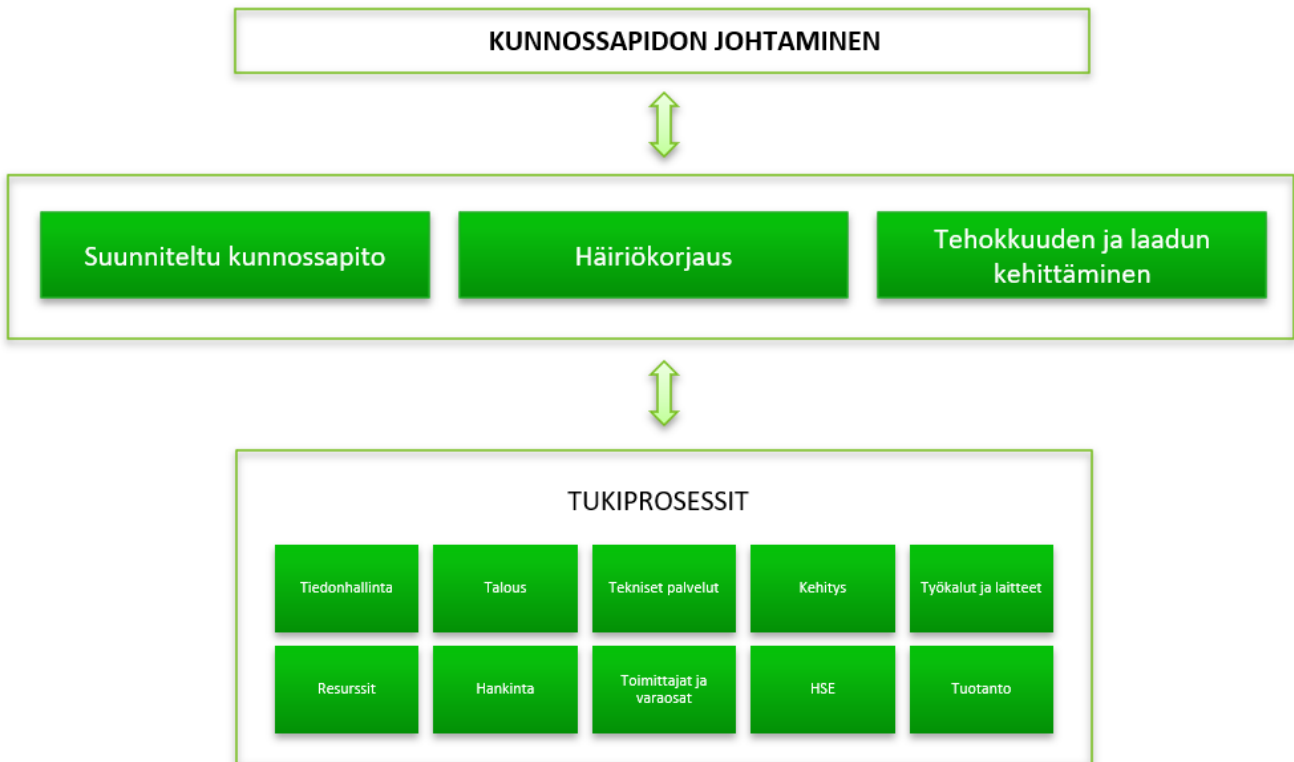 KUNNOSSAPIDON JOHTAMINEN
Suunniteltu kunnossapito
Häiriökorjaus
Tehokkuuden ja laadun
kehittäminen
TUKIPROSESSIT
Tiedonhallinta
Talous
Tekniset palvelut
Kehitys
Työkalut ja laitteet
Resurssit
Hankinta
Toimittajat ja
varaosat
HSE
Tuotanto